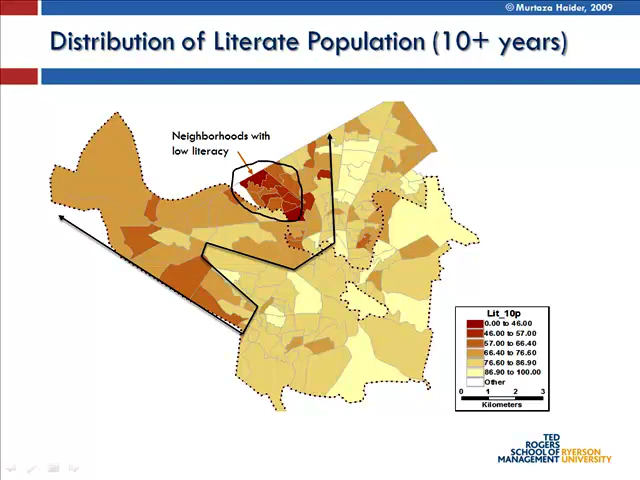 © Murtaza Haider, 2009
Distribution of Literate Population (10+ years)
Neighborhoods with
low literacy
Lit_10p
0.00 to 46.00
46.00 to 57.00
57.00 to 66.40
66.40 to 76.60
76.60 to 86.90
86.90 to 100.00
Other
0 1 2 3
Kilometers
TED
ROGERS
SCHOOL OF RYERSON
MANAGEMENT UNIVERSITY